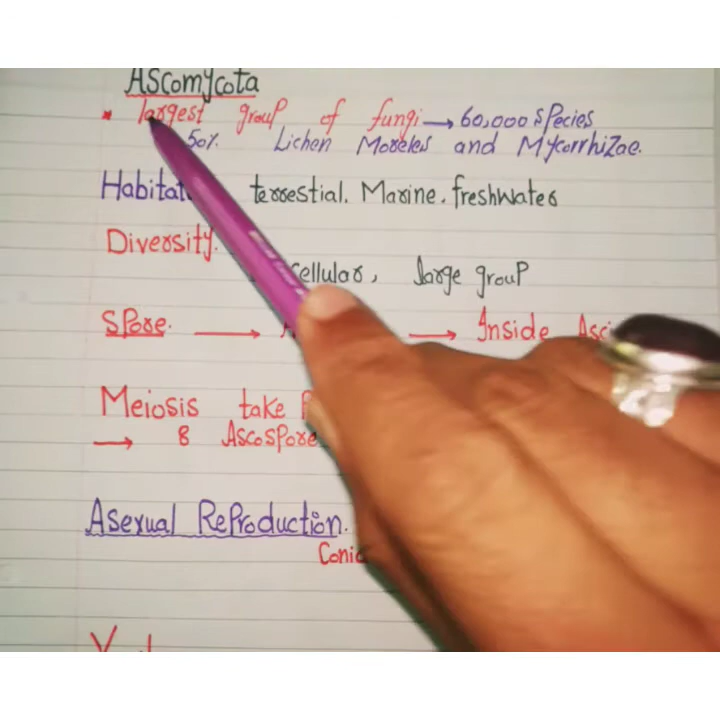 Ascomycota
* largest group of fungi → 60,000 species
50% Lichen Moreles and Mycorrhizae.
Habitat terrestial. Marine. freshwater
Diversity.
cellular, large group
Spore. → → Inside Asci
Meiosis take
→ 8 Ascospore
Asexual Reproduction.